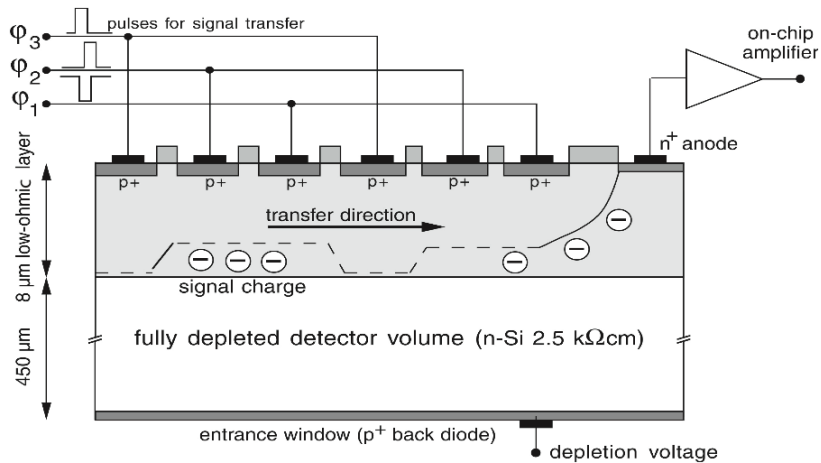 pulses for signal transfer
φ3
φ2
φ1
on-chip
amplifier
n+ anode
p+ p+ p+ p+ p+ p+
transfer direction
8 µm low-ohmic layer
signal charge
450 µm
fully depleted detector volume (n-Si 2.5 kΩcm)
entrance window (p+ back diode)
depletion voltage